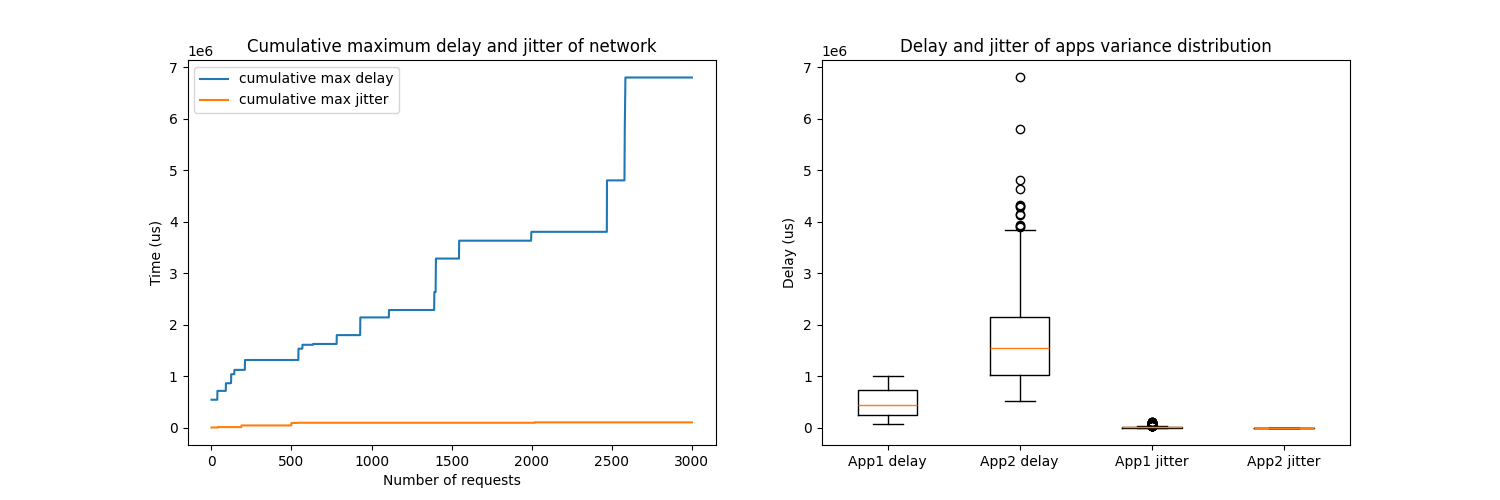 Cumulative maximum delay and jitter of network
1e6
cumulative max delay
cumulative max jitter
7
6
5
4
3
2
1
0
Time (us)
0 500 1000 1500 2000 2500 3000
Number of requests
Delay and jitter of apps variance distribution
1e6
7
6
5
4
3
2
1
0
Delay (us)
App1 delay App2 delay App1 jitter App2 jitter